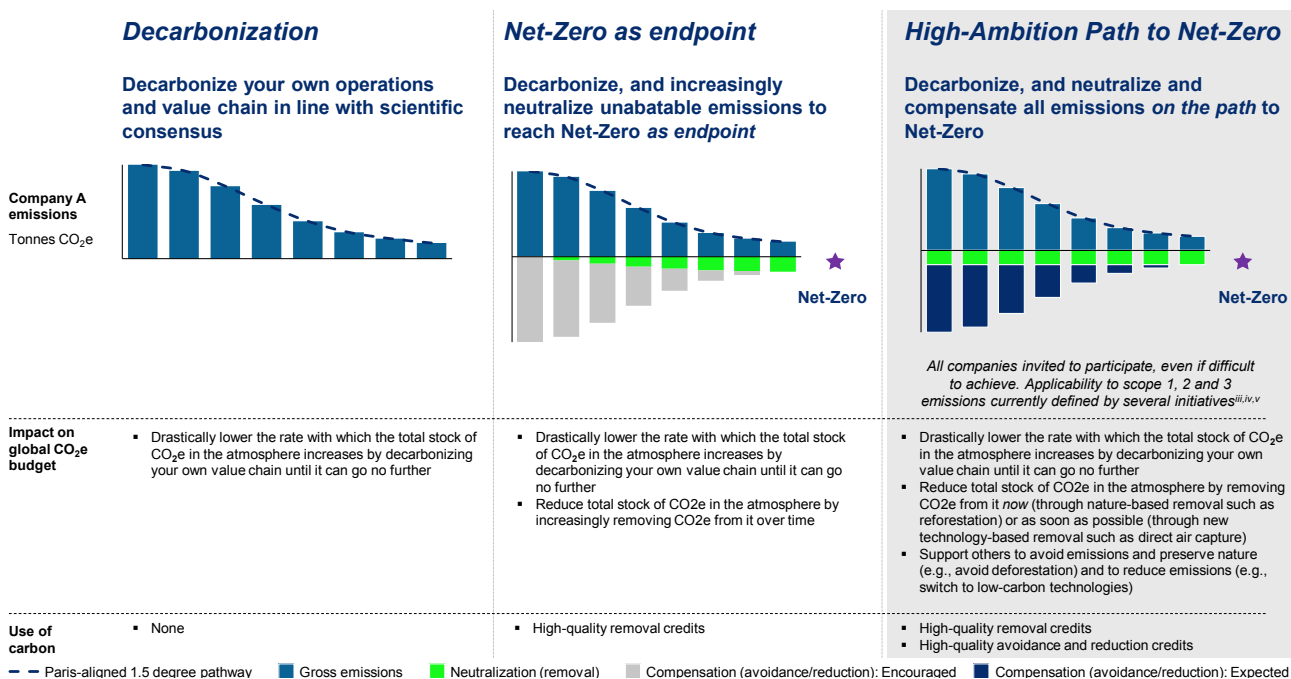 Decarbonization
Net-Zero as endpoint
High-Ambition Path to Net-Zero
Decarbonize your own operations
and value chain in line with scientific
consensus
Decarbonize, and increasingly
neutralize unabatable emissions to
reach Net-Zero as endpoint
Decarbonize, and neutralize and
compensate all emissions on the path to
Net-Zero
Company A
emissions
Tonnes CO₂e
Net-Zero
Net-Zero
All companies invited to participate, even if difficult
to achieve. Applicability to scope 1, 2 and 3
emissions currently defined by several initiativesⁱⁱⁱ,ⁱᵛ,ᵛ
Impact on
global CO₂e
budget
▪ Drastically lower the rate with which the total stock of
CO₂e in the atmosphere increases by decarbonizing
your own value chain until it can go no further
▪ Drastically lower the rate with which the total stock
of CO₂e in the atmosphere increases by
decarbonizing your own value chain until it can go
no further
▪ Reduce total stock of CO2e in the atmosphere by
increasingly removing CO2e from it over time
▪ Drastically lower the rate with which the total stock of CO₂e
in the atmosphere increases by decarbonizing your own
value chain until it can go no further
▪ Reduce total stock of CO2e in the atmosphere by removing
CO2e from it now (through nature-based removal such as
reforestation) or as soon as possible (through new
technology-based removal such as direct air capture)
▪ Support others to avoid emissions and preserve nature
(e.g., avoid deforestation) and to reduce emissions (e.g.,
switch to low-carbon technologies)
Use of
carbon
▪ None
▪ High-quality removal credits
▪ High-quality removal credits
▪ High-quality avoidance and reduction credits
Paris-aligned 1.5 degree pathway
Gross emissions
Neutralization (removal)
Compensation (avoidance/reduction): Encouraged
Compensation (avoidance/reduction): Expected